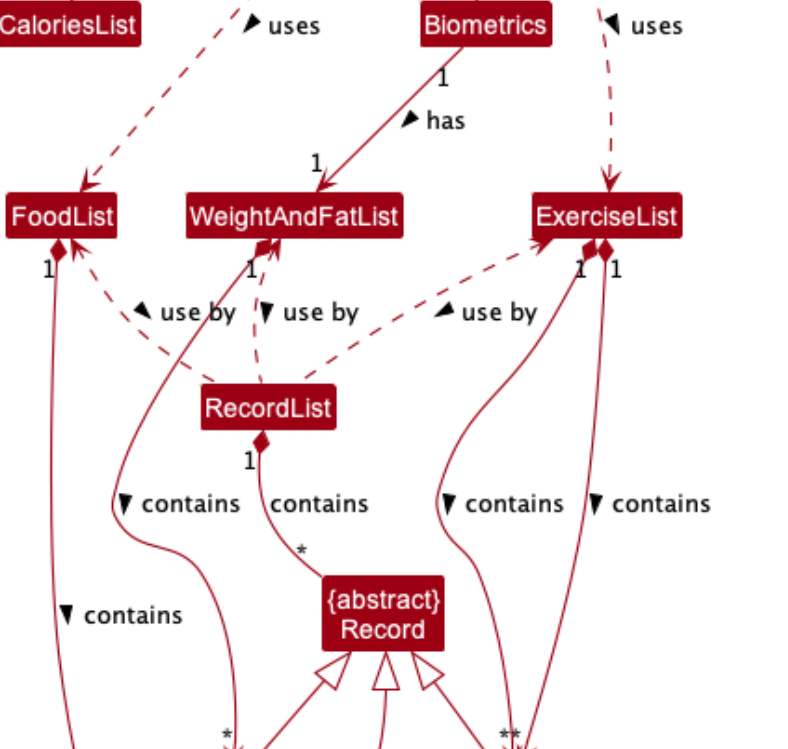 CaloriesList
uses
Biometrics
uses
1
has
1
FoodList
WeightAndFatList
ExerciseList
1
1
1
1
use by
use by
use by
RecordList
1
contains
contains
contains
contains
*
{abstract}
Record
contains
*
**